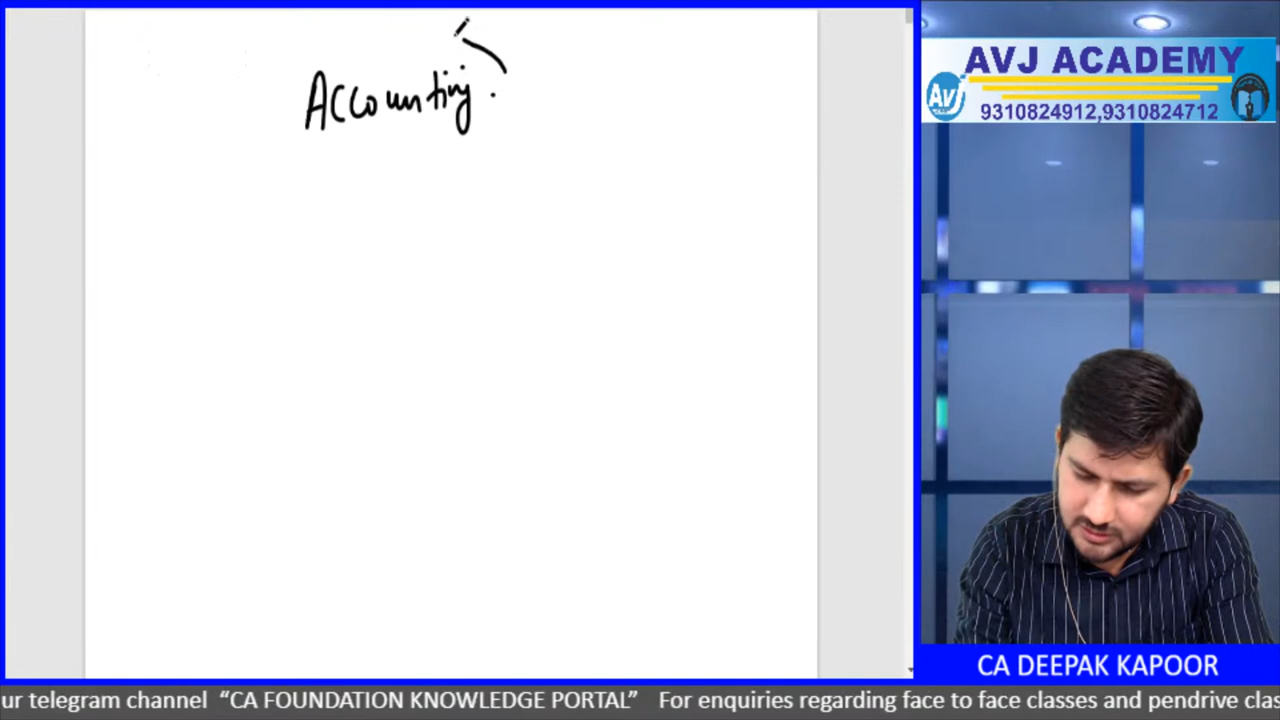 Accounting.
AVJ ACADEMY
AVJ
9310824912,9310824712
CA DEEPAK KAPOOR
ur telegram channel “CA FOUNDATION KNOWLEDGE PORTAL” For enquiries regarding face to face classes and pendrive clas